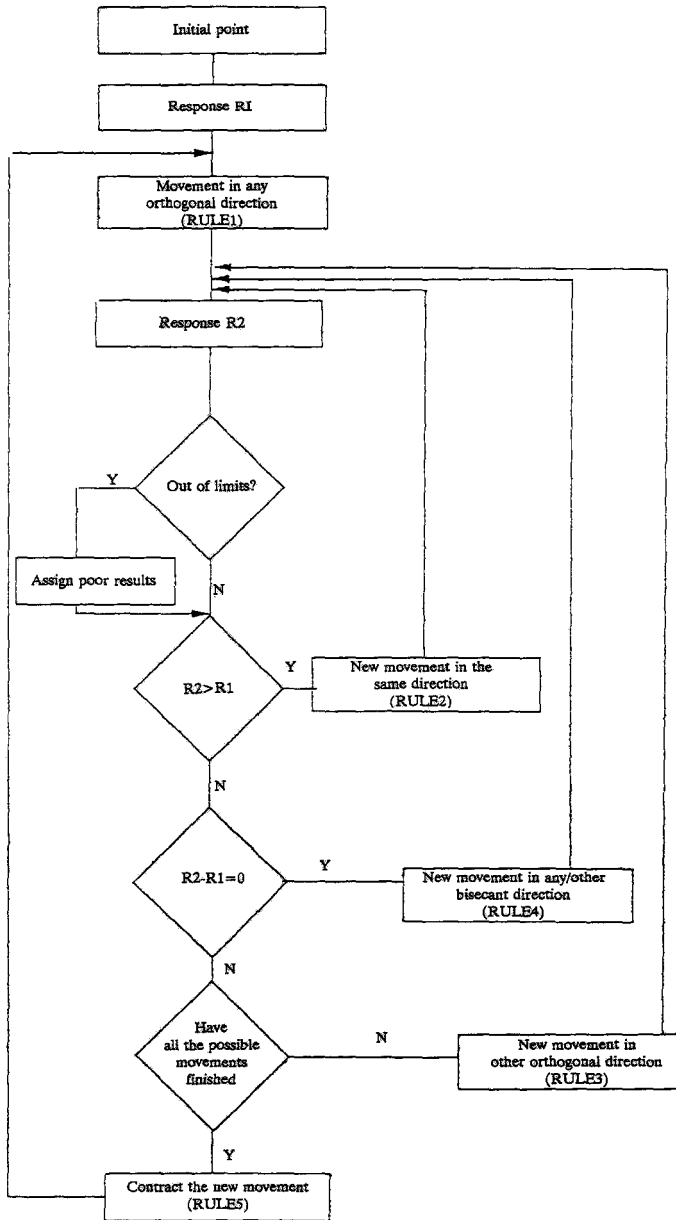 Initial point
Response R1
Movement in any
orthogonal direction
(RULE1)
Response R2
Out of limits?
Y
Assign poor results
N
R2>R1
Y
New movement in the
same direction
(RULE2)
N
R2-R1=0
Y
New movement in any/other
bisecant direction
(RULE4)
N
Have
all the possible
movements
finished
N
New movement in
other orthogonal direction
(RULE3)
Y
Contract the new movement
(RULE5)